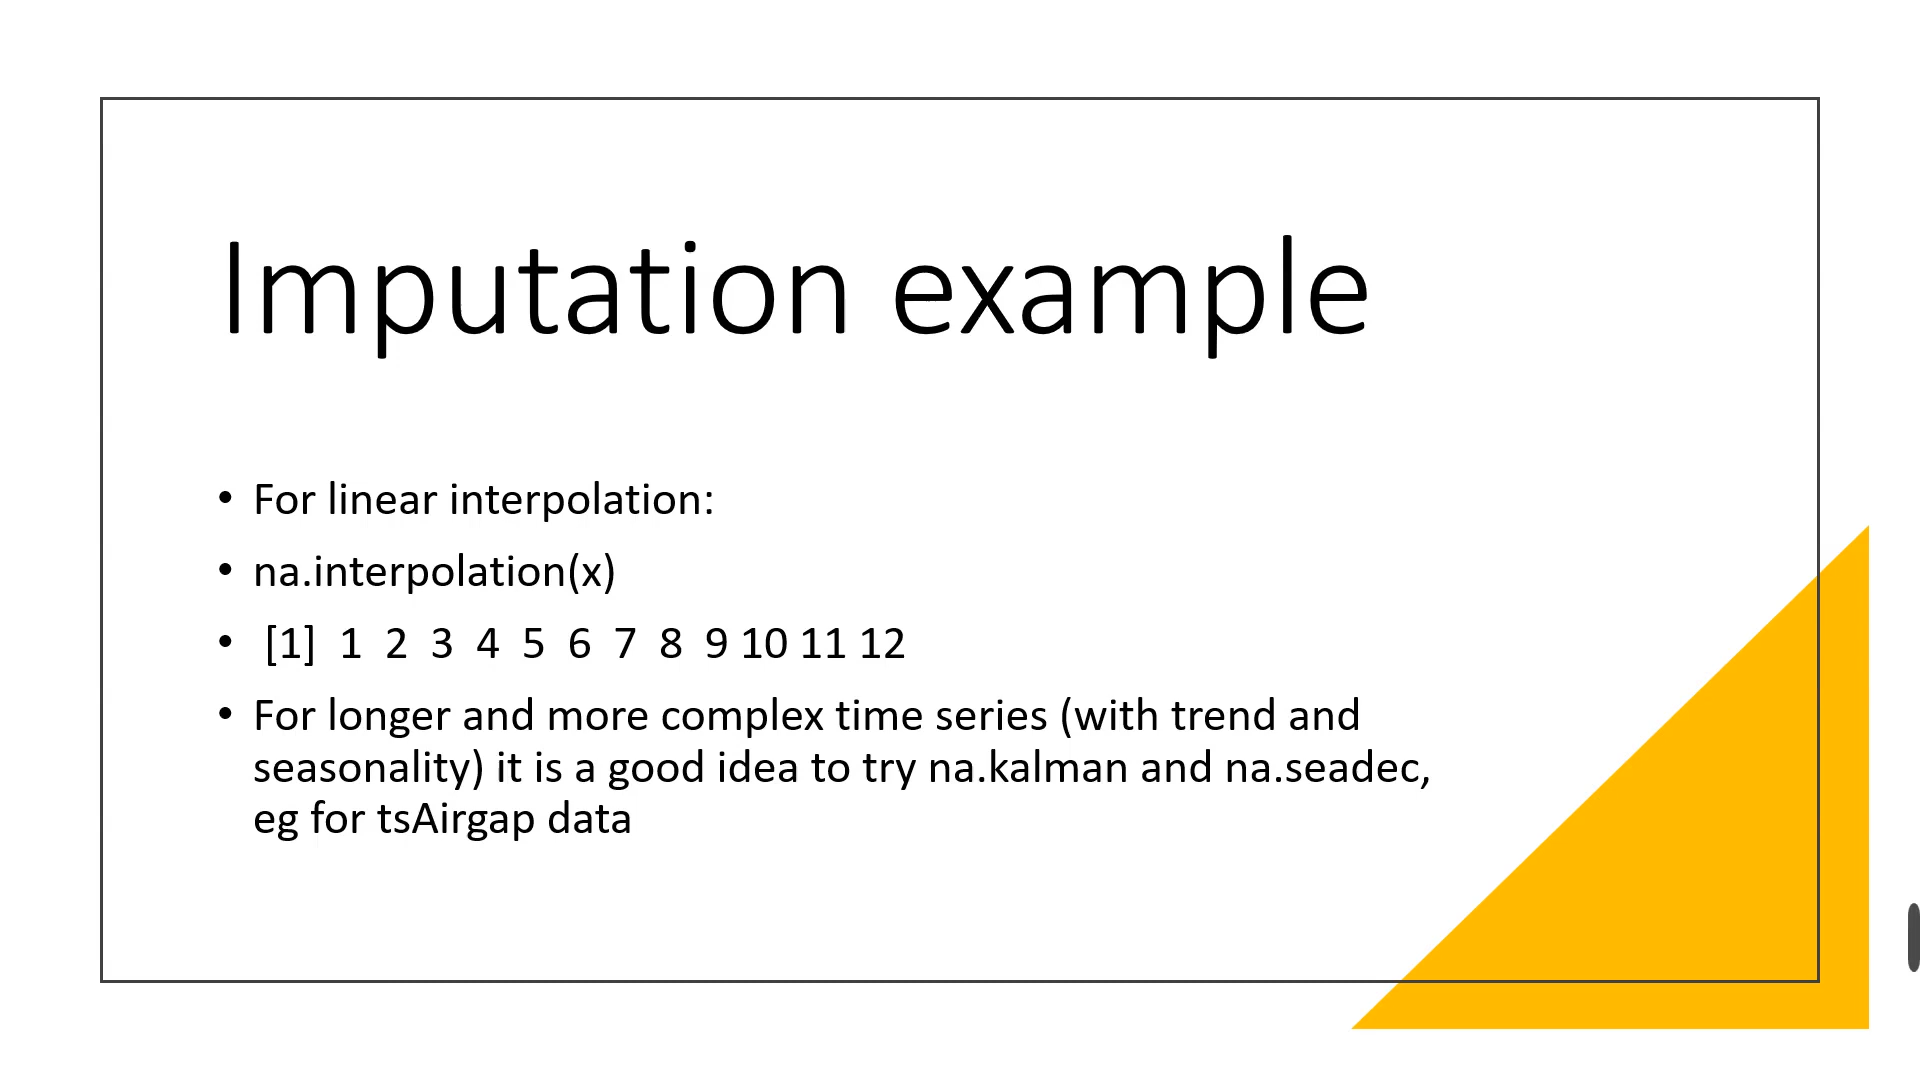 Imputation example
• For linear interpolation:
• na.interpolation(x)
• [1] 1 2 3 4 5 6 7 8 9 10 11 12
• For longer and more complex time series (with trend and
seasonality) it is a good idea to try na.kalman and na.seadec,
eg for tsAirgap data